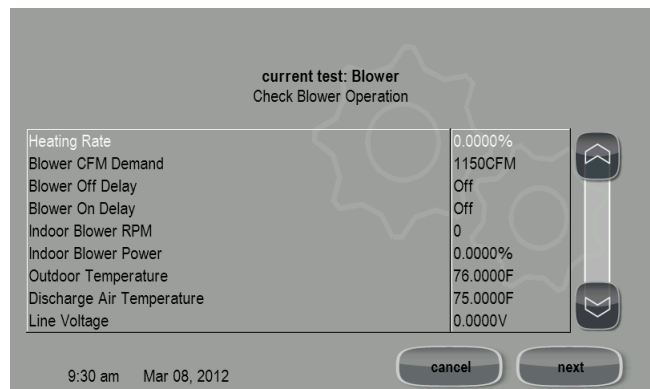 current test: Blower
Check Blower Operation
Heating Rate 0.0000%
Blower CFM Demand 1150CFM
Blower Off Delay Off
Blower On Delay Off
Indoor Blower RPM 0
Indoor Blower Power 0.0000%
Outdoor Temperature 76.0000F
Discharge Air Temperature 75.0000F
Line Voltage 0.0000V
cancel next
9:30 am Mar 08, 2012